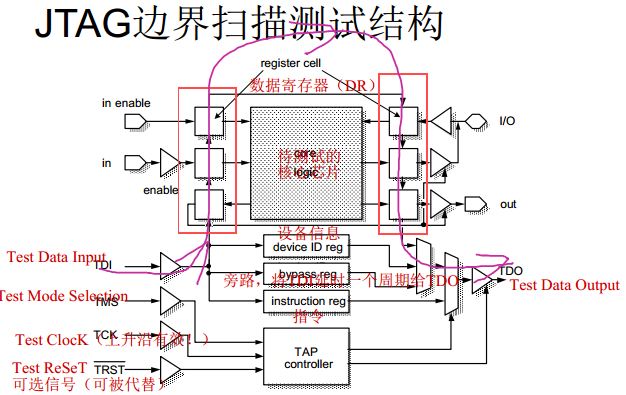 JTAG边界扫描测试结构
register cell
数据寄存器（DR）
in enable
I/O
in
待测试的
core
logic
核心芯片
enable
out
设备信息
device ID reg
Test Data Input
TDI
bypass reg
旁路，将TDI延时一个周期给TDO
TDO
Test Data Output
Test Mode Selection
TMS
instruction reg
指令
Test ClocK（上升沿有效！）
TCK
TAP
controller
Test ReSeT
TRST
可选信号（可被代替）